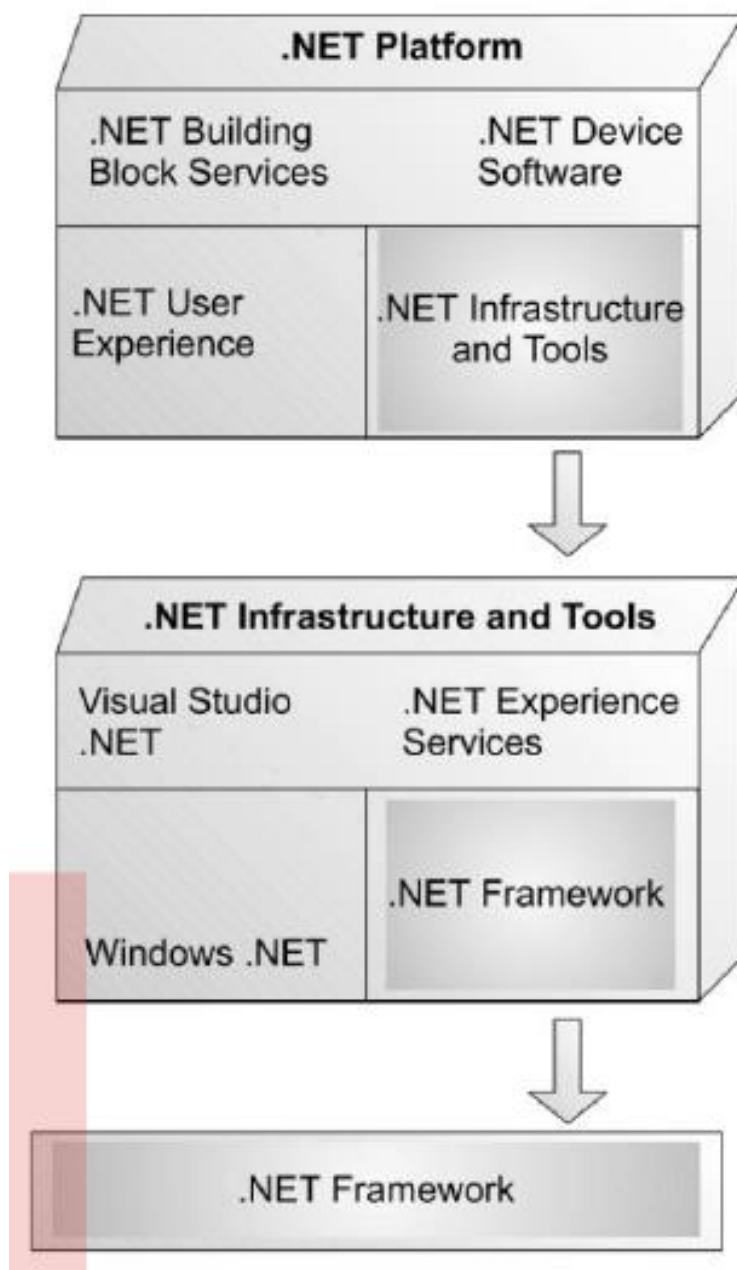 .NET Platform
.NET Building
Block Services
.NET Device
Software
.NET User
Experience
.NET Infrastructure
and Tools
.NET Infrastructure and Tools
Visual Studio
.NET
.NET Experience
Services
Windows .NET
.NET Framework
.NET Framework